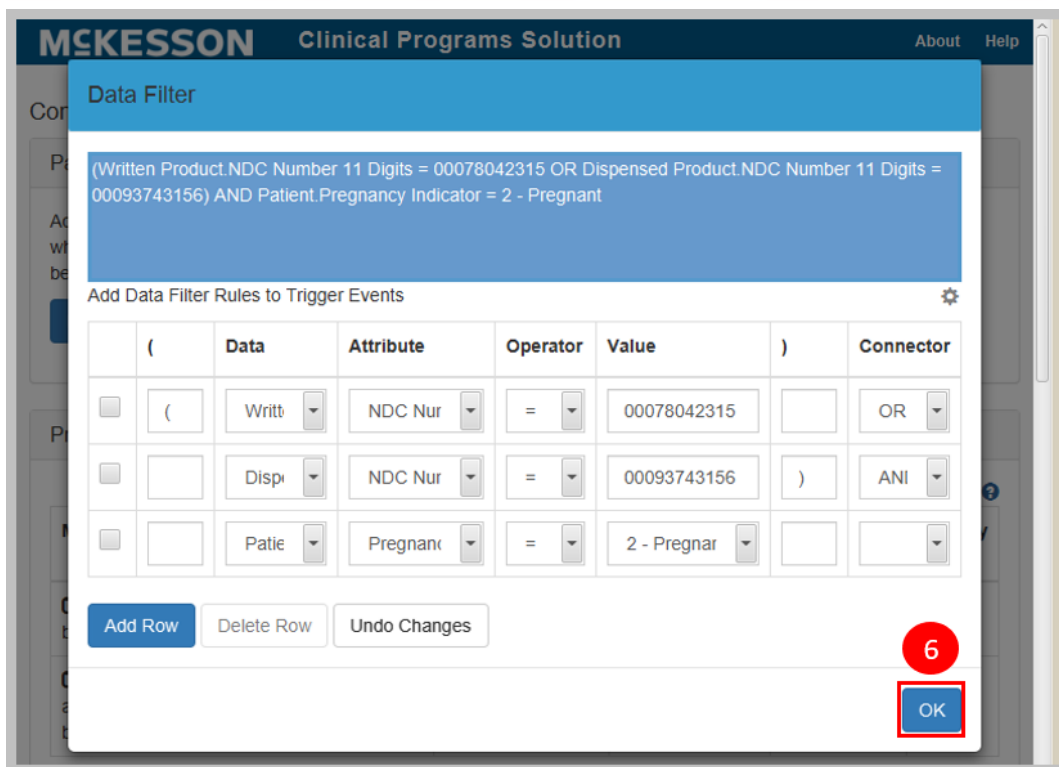 MCKESSON Clinical Programs Solution About Help
Data Filter
(Written Product.NDC Number 11 Digits = 00078042315 OR Dispensed Product.NDC Number 11 Digits =
00093743156) AND Patient.Pregnancy Indicator = 2 - Pregnant
Add Data Filter Rules to Trigger Events
( Data Attribute Operator Value ) Connector
( Writt NDC Nur = 00078042315 OR
Disp NDC Nur = 00093743156 ) ANI
Patie Pregnanc = 2 - Pregnar
Add Row Delete Row Undo Changes
6
OK